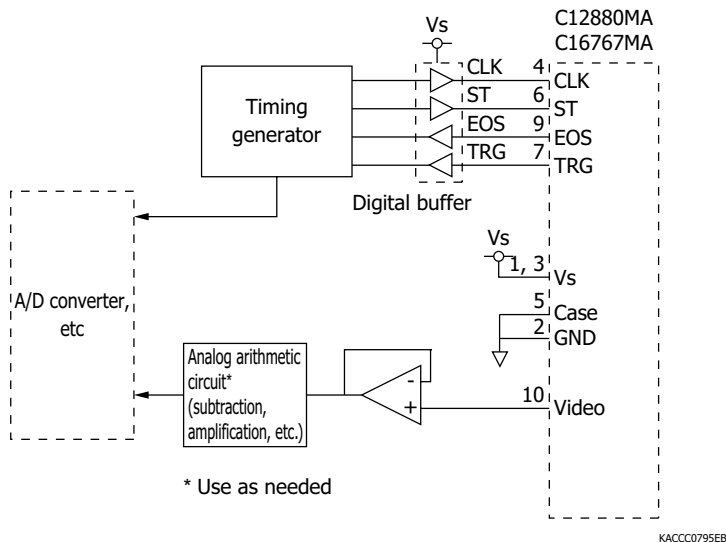 C12880MA
C16767MA
Vs
CLK 4 CLK
ST 6 ST
EOS 9 EOS
TRG 7 TRG
Timing
generator
Digital buffer
Vs
1, 3 Vs
5 Case
2 GND
A/D converter,
etc
Analog arithmetic
circuit*
(subtraction,
amplification, etc.)
-
+
10 Video
* Use as needed
KACCC0795EB